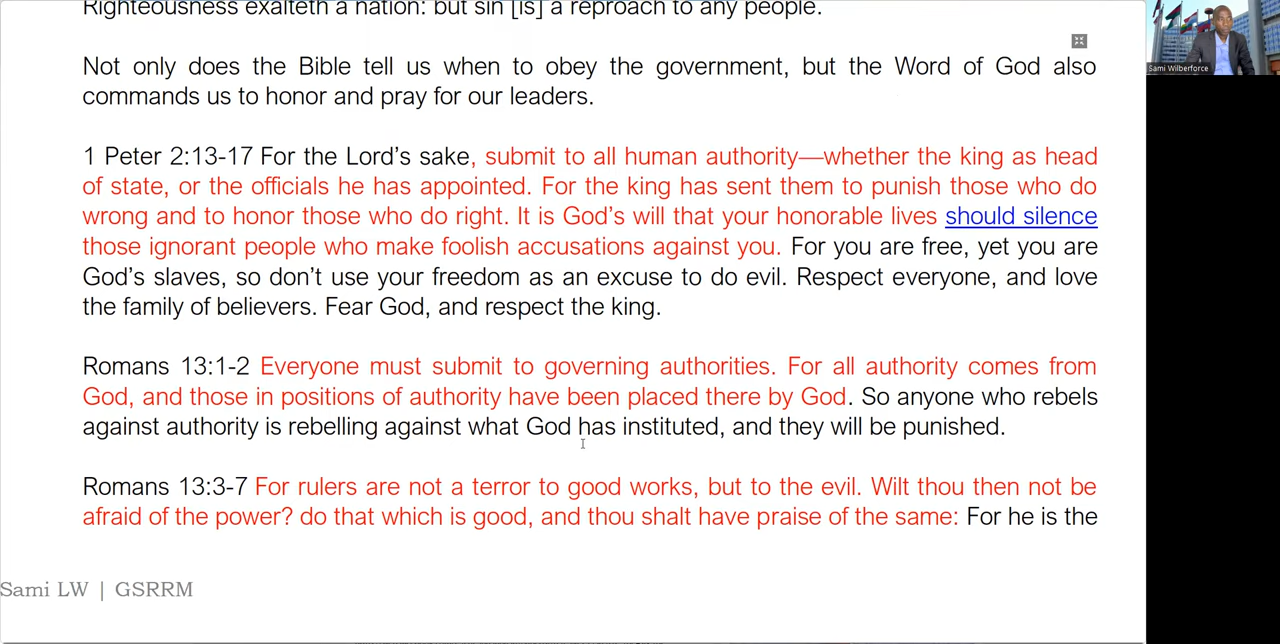 Righteousness exalteth a nation: but sin [is] a reproach to any people.
Not only does the Bible tell us when to obey the government, but the Word of God also
commands us to honor and pray for our leaders.
1 Peter 2:13-17 For the Lord’s sake, submit to all human authority—whether the king as head
of state, or the officials he has appointed. For the king has sent them to punish those who do
wrong and to honor those who do right. It is God’s will that your honorable lives should silence
those ignorant people who make foolish accusations against you. For you are free, yet you are
God’s slaves, so don’t use your freedom as an excuse to do evil. Respect everyone, and love
the family of believers. Fear God, and respect the king.
Romans 13:1-2 Everyone must submit to governing authorities. For all authority comes from
God, and those in positions of authority have been placed there by God. So anyone who rebels
against authority is rebelling against what God has instituted, and they will be punished.
Romans 13:3-7 For rulers are not a terror to good works, but to the evil. Wilt thou then not be
afraid of the power? do that which is good, and thou shalt have praise of the same: For he is the
Sami LW | GSRRM
Sami Wilberforce